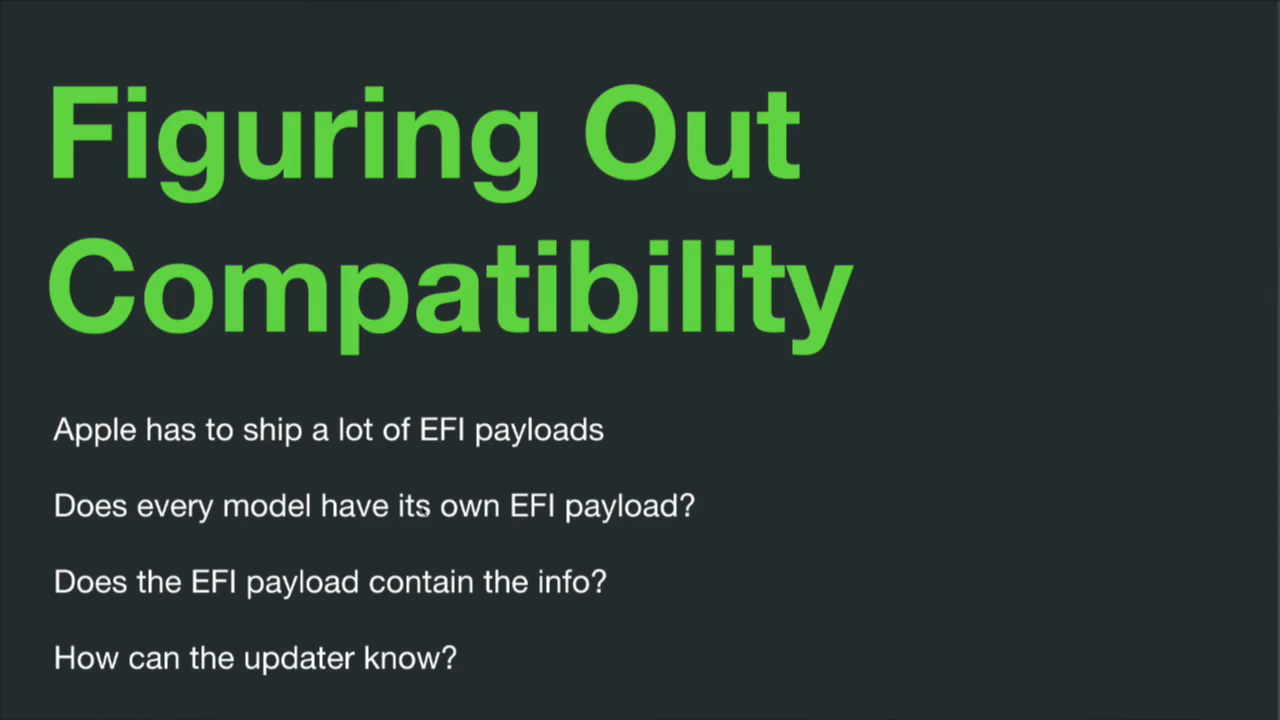 Figuring Out
Compatibility
Apple has to ship a lot of EFI payloads
Does every model have its own EFI payload?
Does the EFI payload contain the info?
How can the updater know?